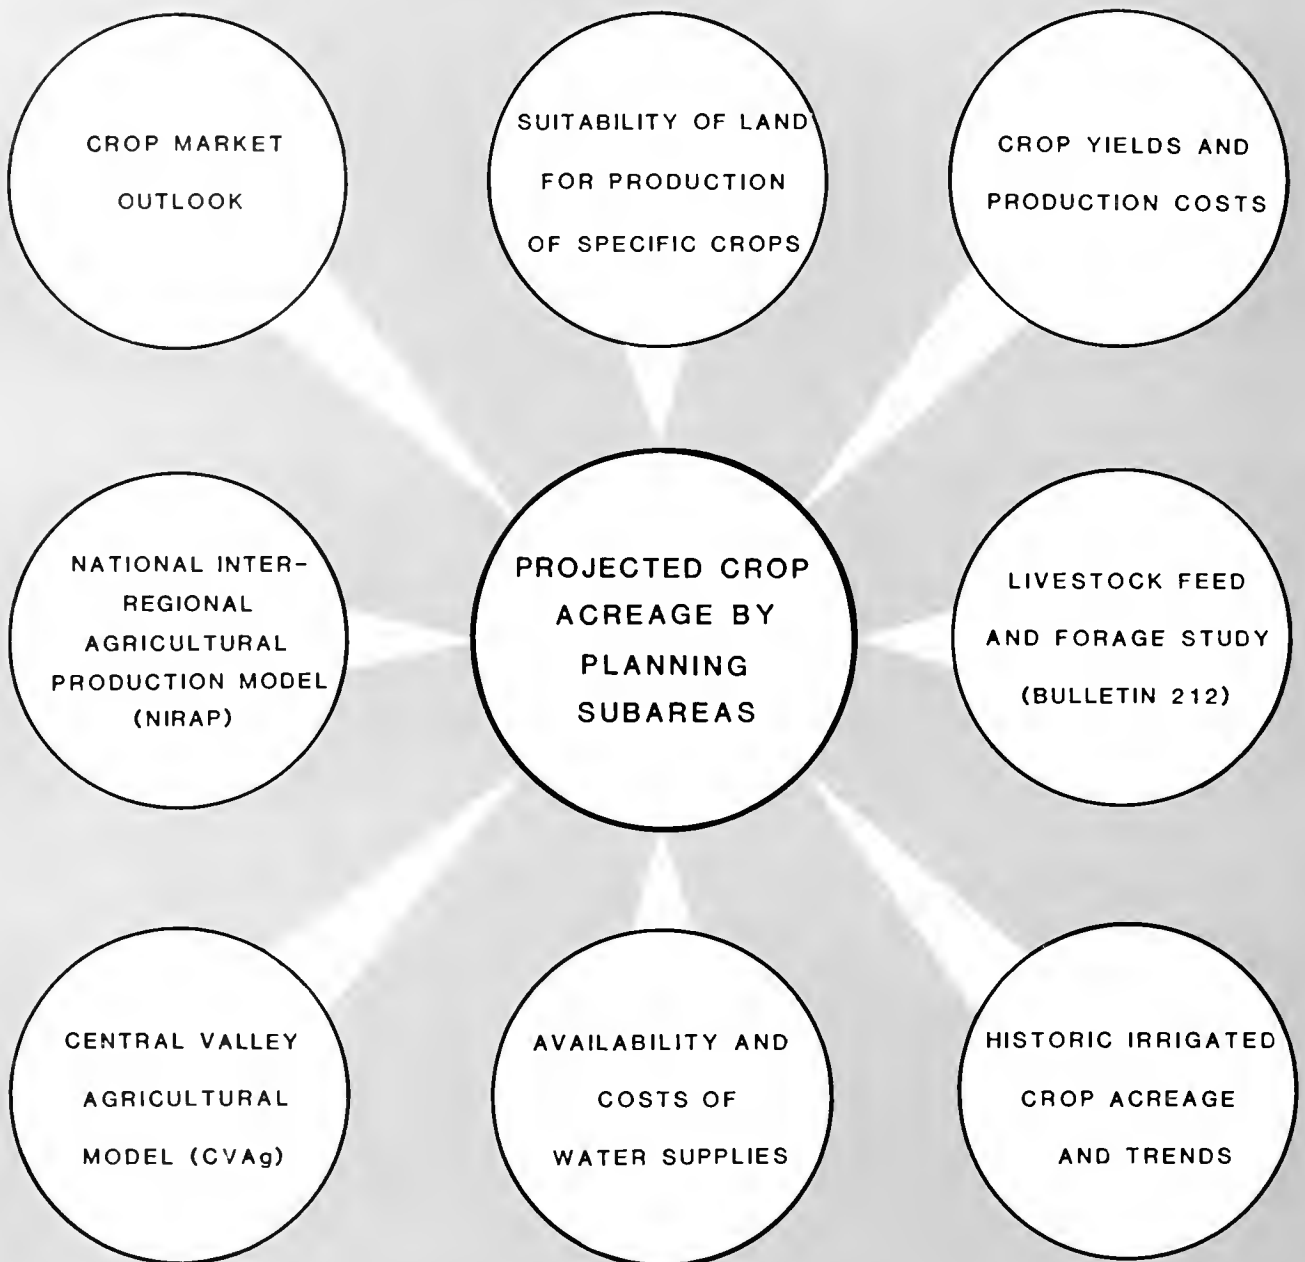 CROP MARKET
OUTLOOK
SUITABILITY OF LAND
FOR PRODUCTION
OF SPECIFIC CROPS
CROP YIELDS AND
PRODUCTION COSTS
NATIONAL INTER-
REGIONAL
AGRICULTURAL
PRODUCTION MODEL
(NIRAP)
PROJECTED CROP
ACREAGE BY
PLANNING
SUBAREAS
LIVESTOCK FEED
AND FORAGE STUDY
(BULLETIN 212)
CENTRAL VALLEY
AGRICULTURAL
MODEL (CVAg)
AVAILABILITY AND
COSTS OF
WATER SUPPLIES
HISTORIC IRRIGATED
CROP ACREAGE
AND TRENDS